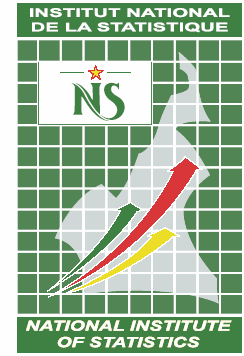 INSTITUT NATIONAL
DE LA STATISTIQUE
NS
NATIONAL INSTITUTE
OF STATISTICS